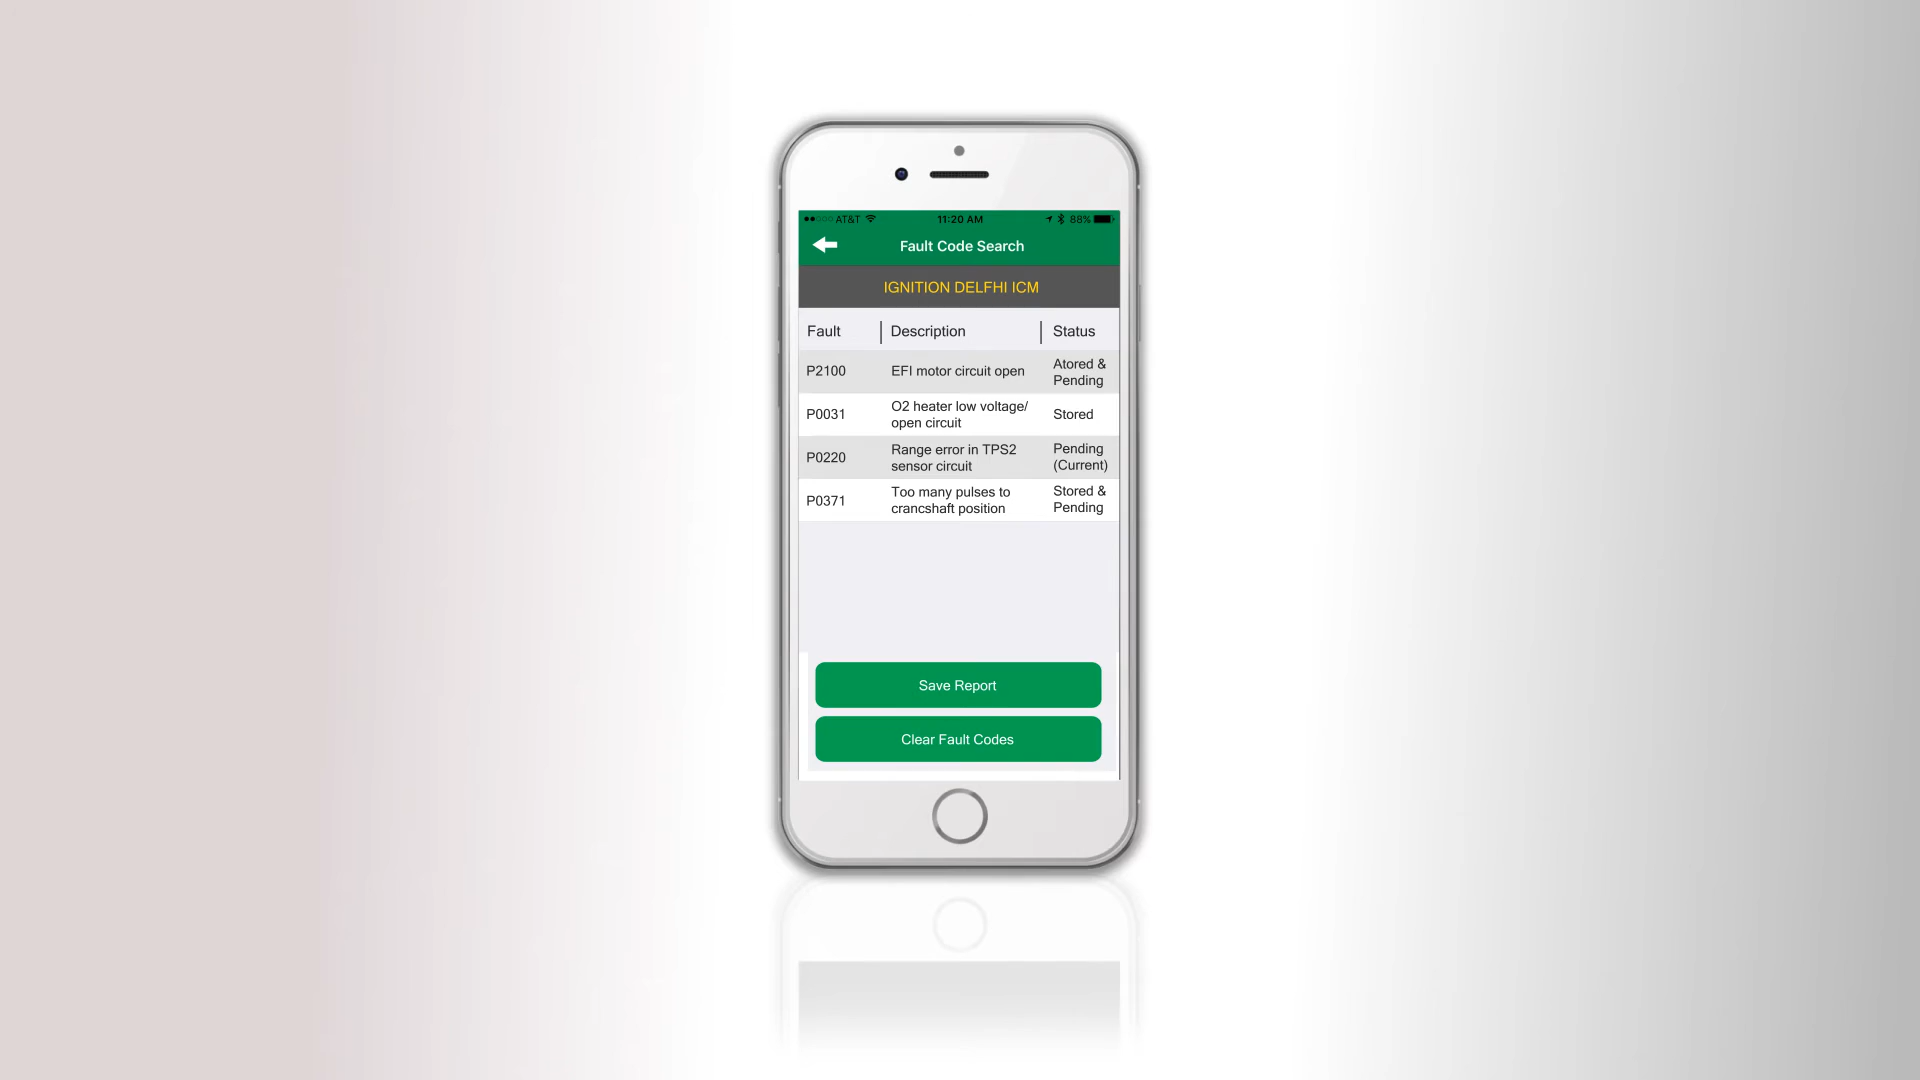 AT&T 11:20 AM 88%
Fault Code Search
IGNITION DELFHI ICM
Fault Description Status
P2100 EFI motor circuit open Atored &
Pending
P0031 O2 heater low voltage/
open circuit Stored
P0220 Range error in TPS2
sensor circuit Pending
(Current)
P0371 Too many pulses to
crancshaft position Stored &
Pending
Save Report
Clear Fault Codes